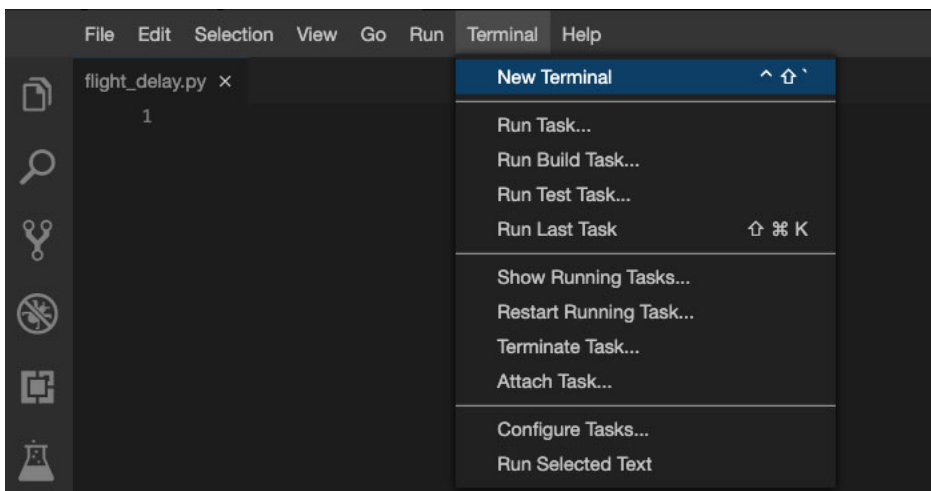 File Edit Selection View Go Run Terminal Help
flight_delay.py ×
1
New Terminal ^ ⇧ `
Run Task...
Run Build Task...
Run Test Task...
Run Last Task ⇧ ⌘ K
Show Running Tasks...
Restart Running Task...
Terminate Task...
Attach Task...
Configure Tasks...
Run Selected Text